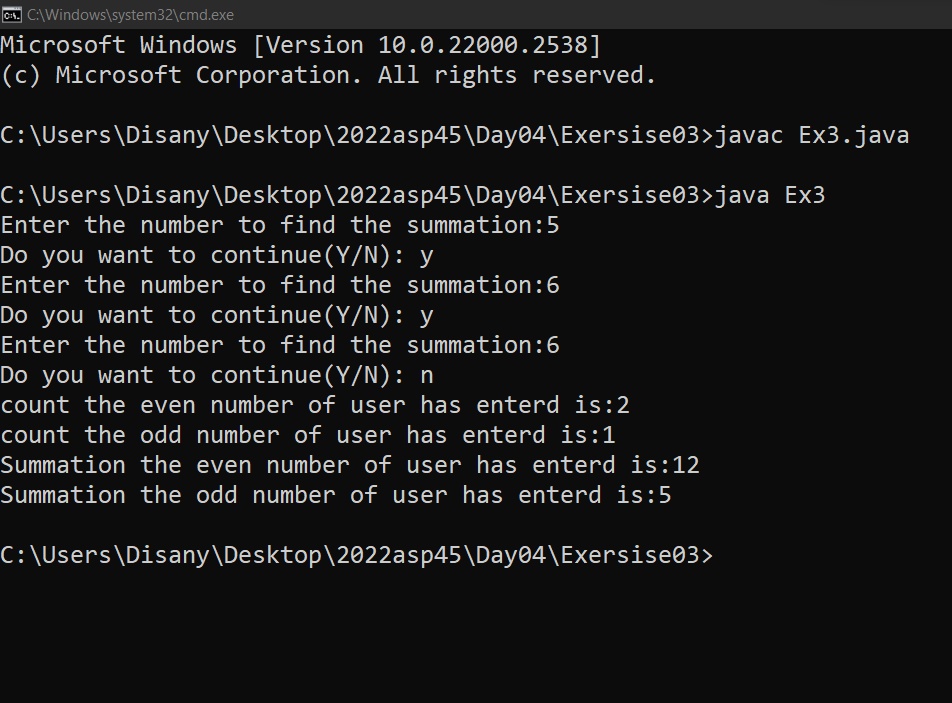 C:\Windows\system32\cmd.exe
Microsoft Windows [Version 10.0.22000.2538]
(c) Microsoft Corporation. All rights reserved.
C:\Users\Disany\Desktop\2022asp45\Day04\Exersise03>javac Ex3.java
C:\Users\Disany\Desktop\2022asp45\Day04\Exersise03>java Ex3
Enter the number to find the summation:5
Do you want to continue(Y/N): y
Enter the number to find the summation:6
Do you want to continue(Y/N): y
Enter the number to find the summation:6
Do you want to continue(Y/N): n
count the even number of user has enterd is:2
count the odd number of user has enterd is:1
Summation the even number of user has enterd is:12
Summation the odd number of user has enterd is:5
C:\Users\Disany\Desktop\2022asp45\Day04\Exersise03>